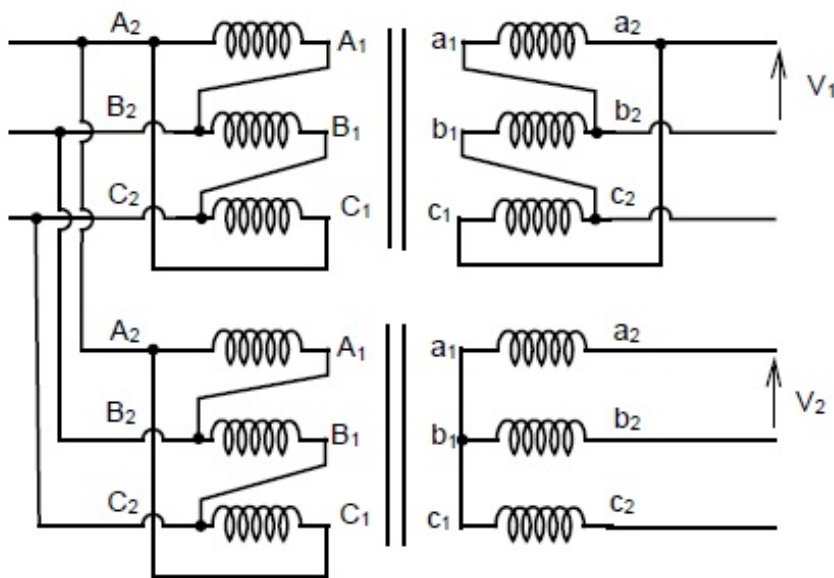 A₂ A₁ a₁ a₂
V₁
B₂ B₁ b₁ b₂
C₂ C₁ c₁ c₂
A₂ A₁ a₁ a₂
V₂
B₂ B₁ b₁ b₂
C₂ C₁ c₁ c₂